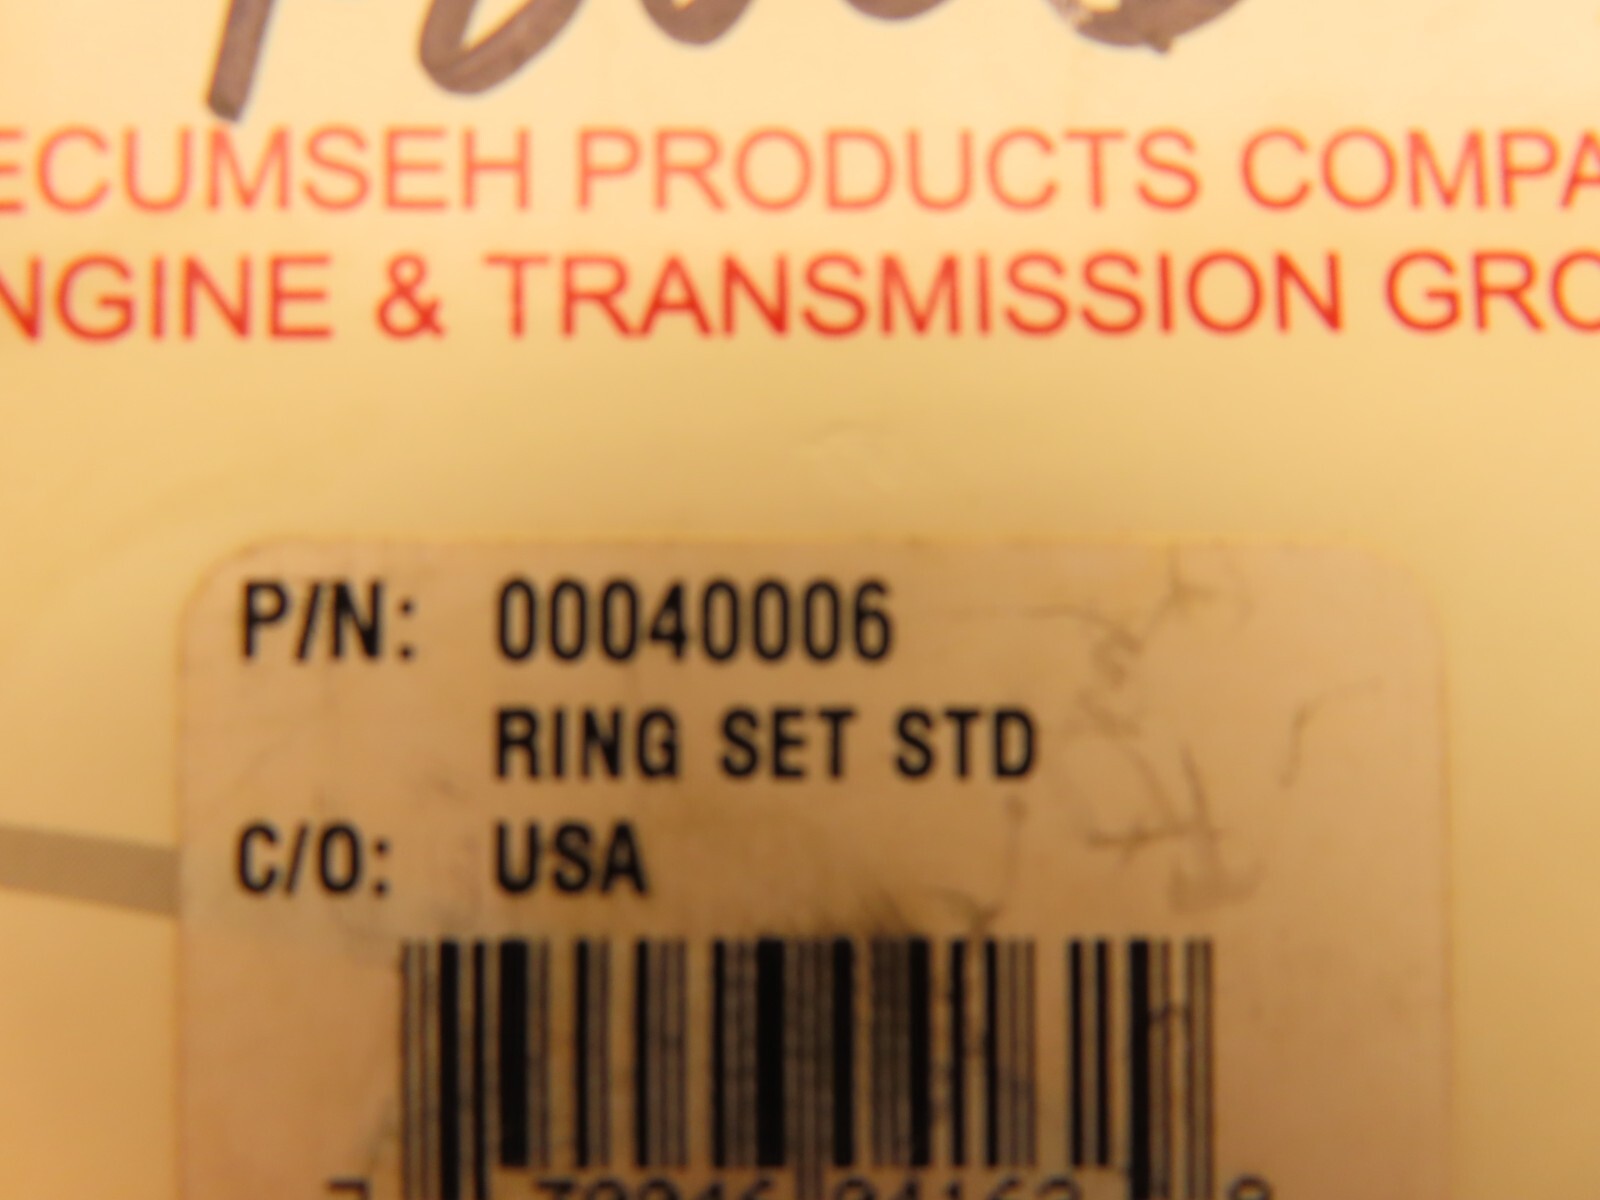 ECUMSEH PRODUCTS COMPA
NGINE & TRANSMISSION GRO
P/N: 00040006
RING SET STD
C/O: USA